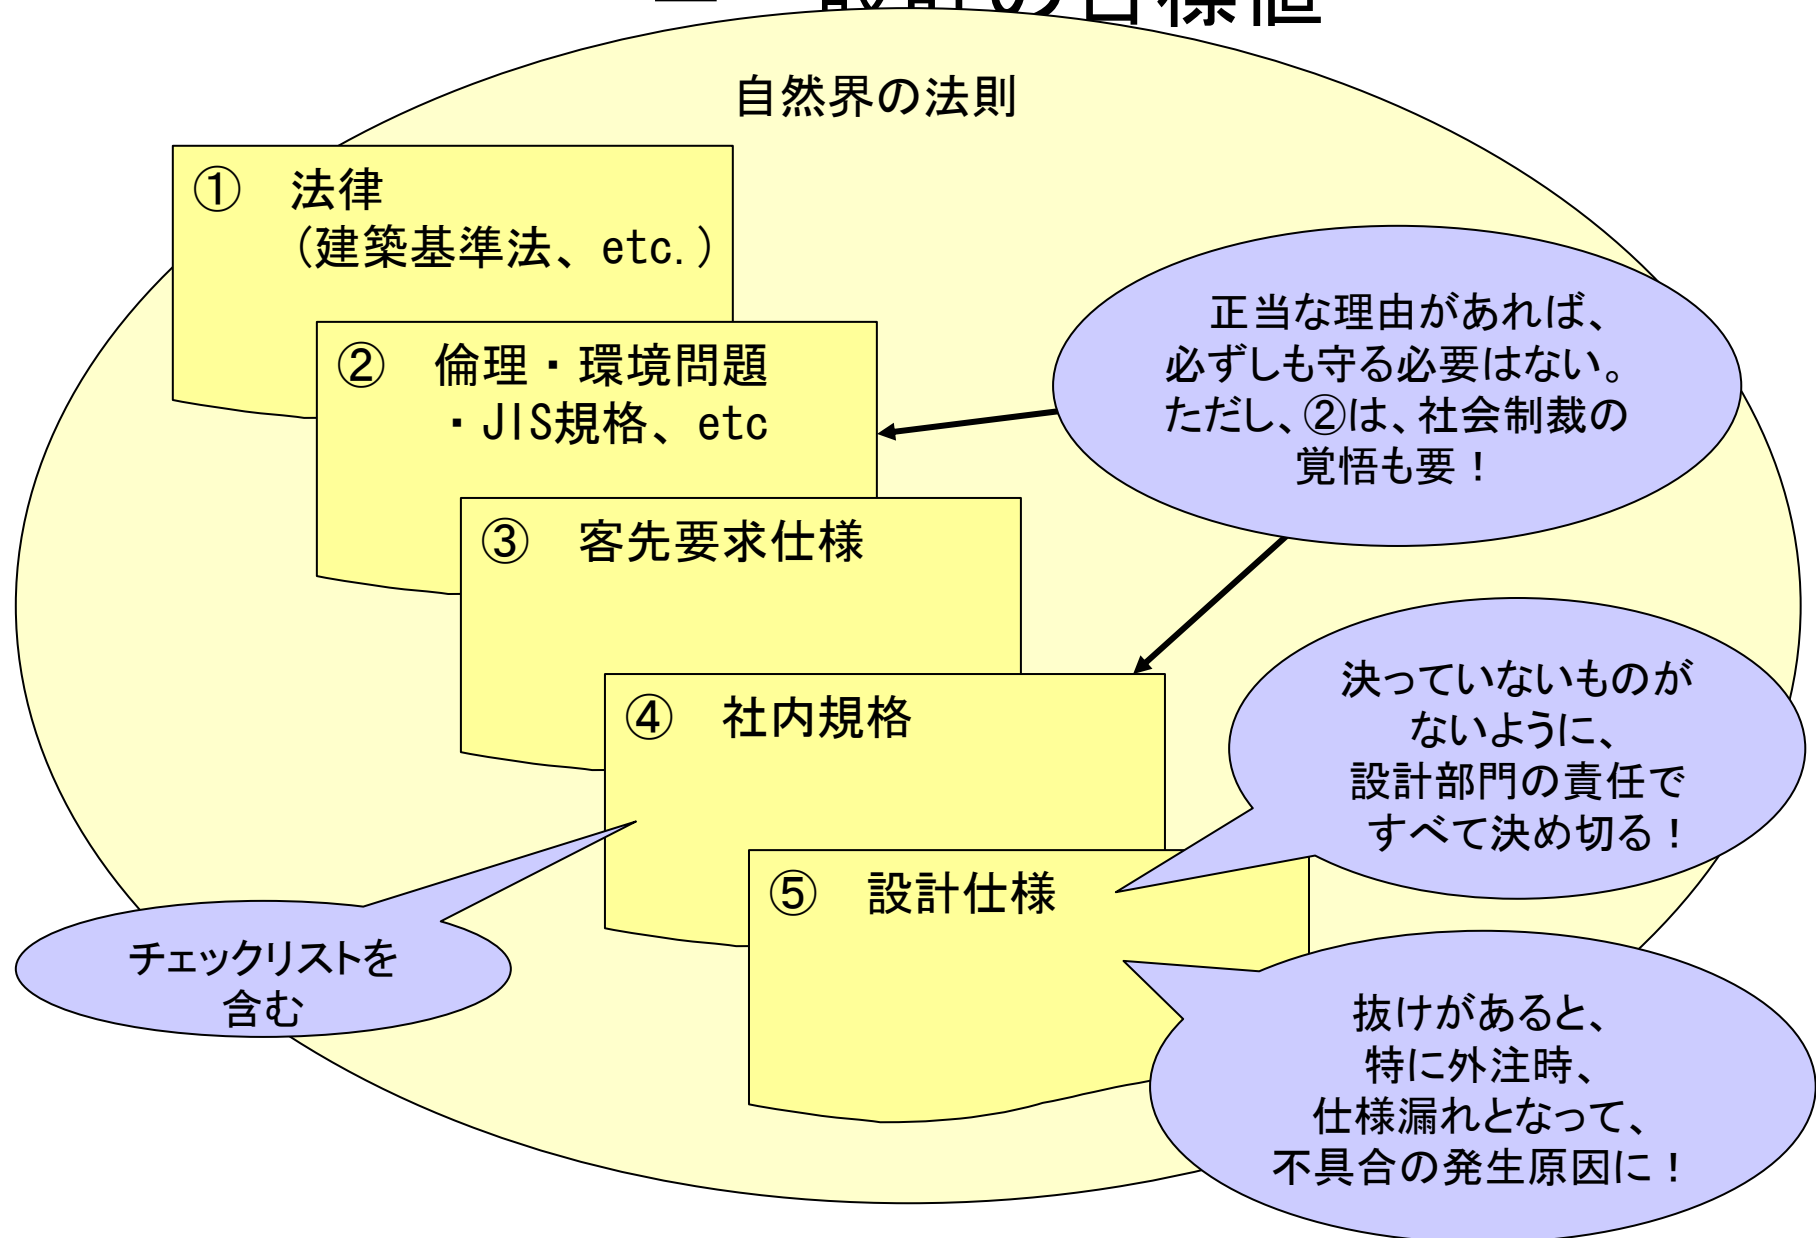 設計の目標値
自然界の法則
① 法律
(建築基準法、etc.)
② 倫理・環境問題
・JIS規格、etc
③ 客先要求仕様
④ 社内規格
⑤ 設計仕様
正当な理由があれば、
必ずしも守る必要はない。
ただし、②は、社会制裁の
覚悟も要！
決っていないものが
ないように、
設計部門の責任で
すべて決め切る！
チェックリストを
含む
抜けがあると、
特に外注時、
仕様漏れとなって、
不具合の発生原因に！